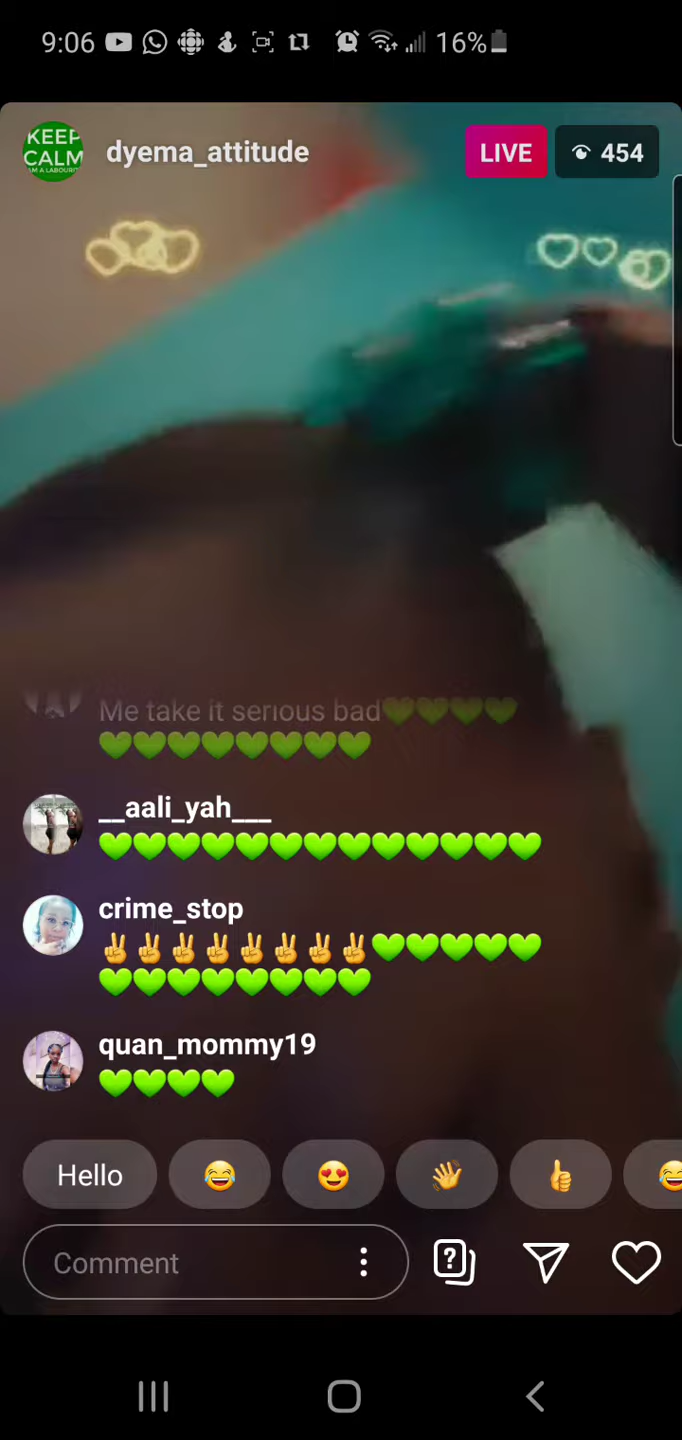 9:06 16%
KEEP
CALM
dyema_attitude LIVE 454
Me take it serious bad💚💚💚💚
💚💚💚💚💚💚💚💚
__aali_yah___
💚💚💚💚💚💚💚💚💚💚💚💚💚
crime_stop
✌️✌️✌️✌️✌️✌️✌️✌️💚💚💚💚💚
💚💚💚💚💚💚💚💚
quan_mommy19
💚💚💚💚
Hello 😂 😍 👋 👍 😂
Comment